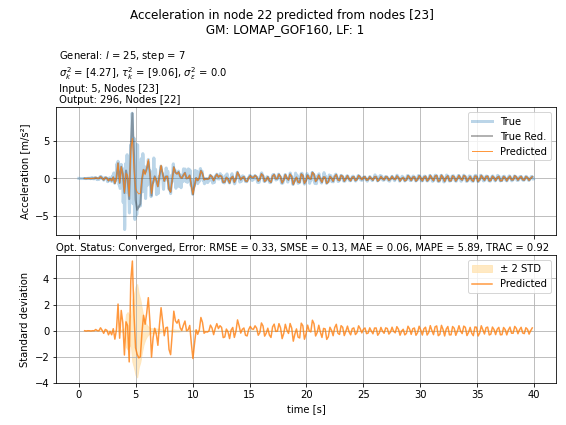 Acceleration in node 22 predicted from nodes [23]
GM: LOMAP_GOF160, LF: 1
General: l = 25, step = 7
σ²ₖ = [4.27], τ²ₖ = [9.06], σ²ε = 0.0
Input: 5, Nodes [23]
Output: 296, Nodes [22]
Acceleration [m/s²]
5
0
−5
True
True Red.
Predicted
Opt. Status: Converged, Error: RMSE = 0.33, SMSE = 0.13, MAE = 0.06, MAPE = 5.89, TRAC = 0.92
Standard deviation
4
2
0
−2
−4
± 2 STD
Predicted
0 5 10 15 20 25 30 35 40
time [s]